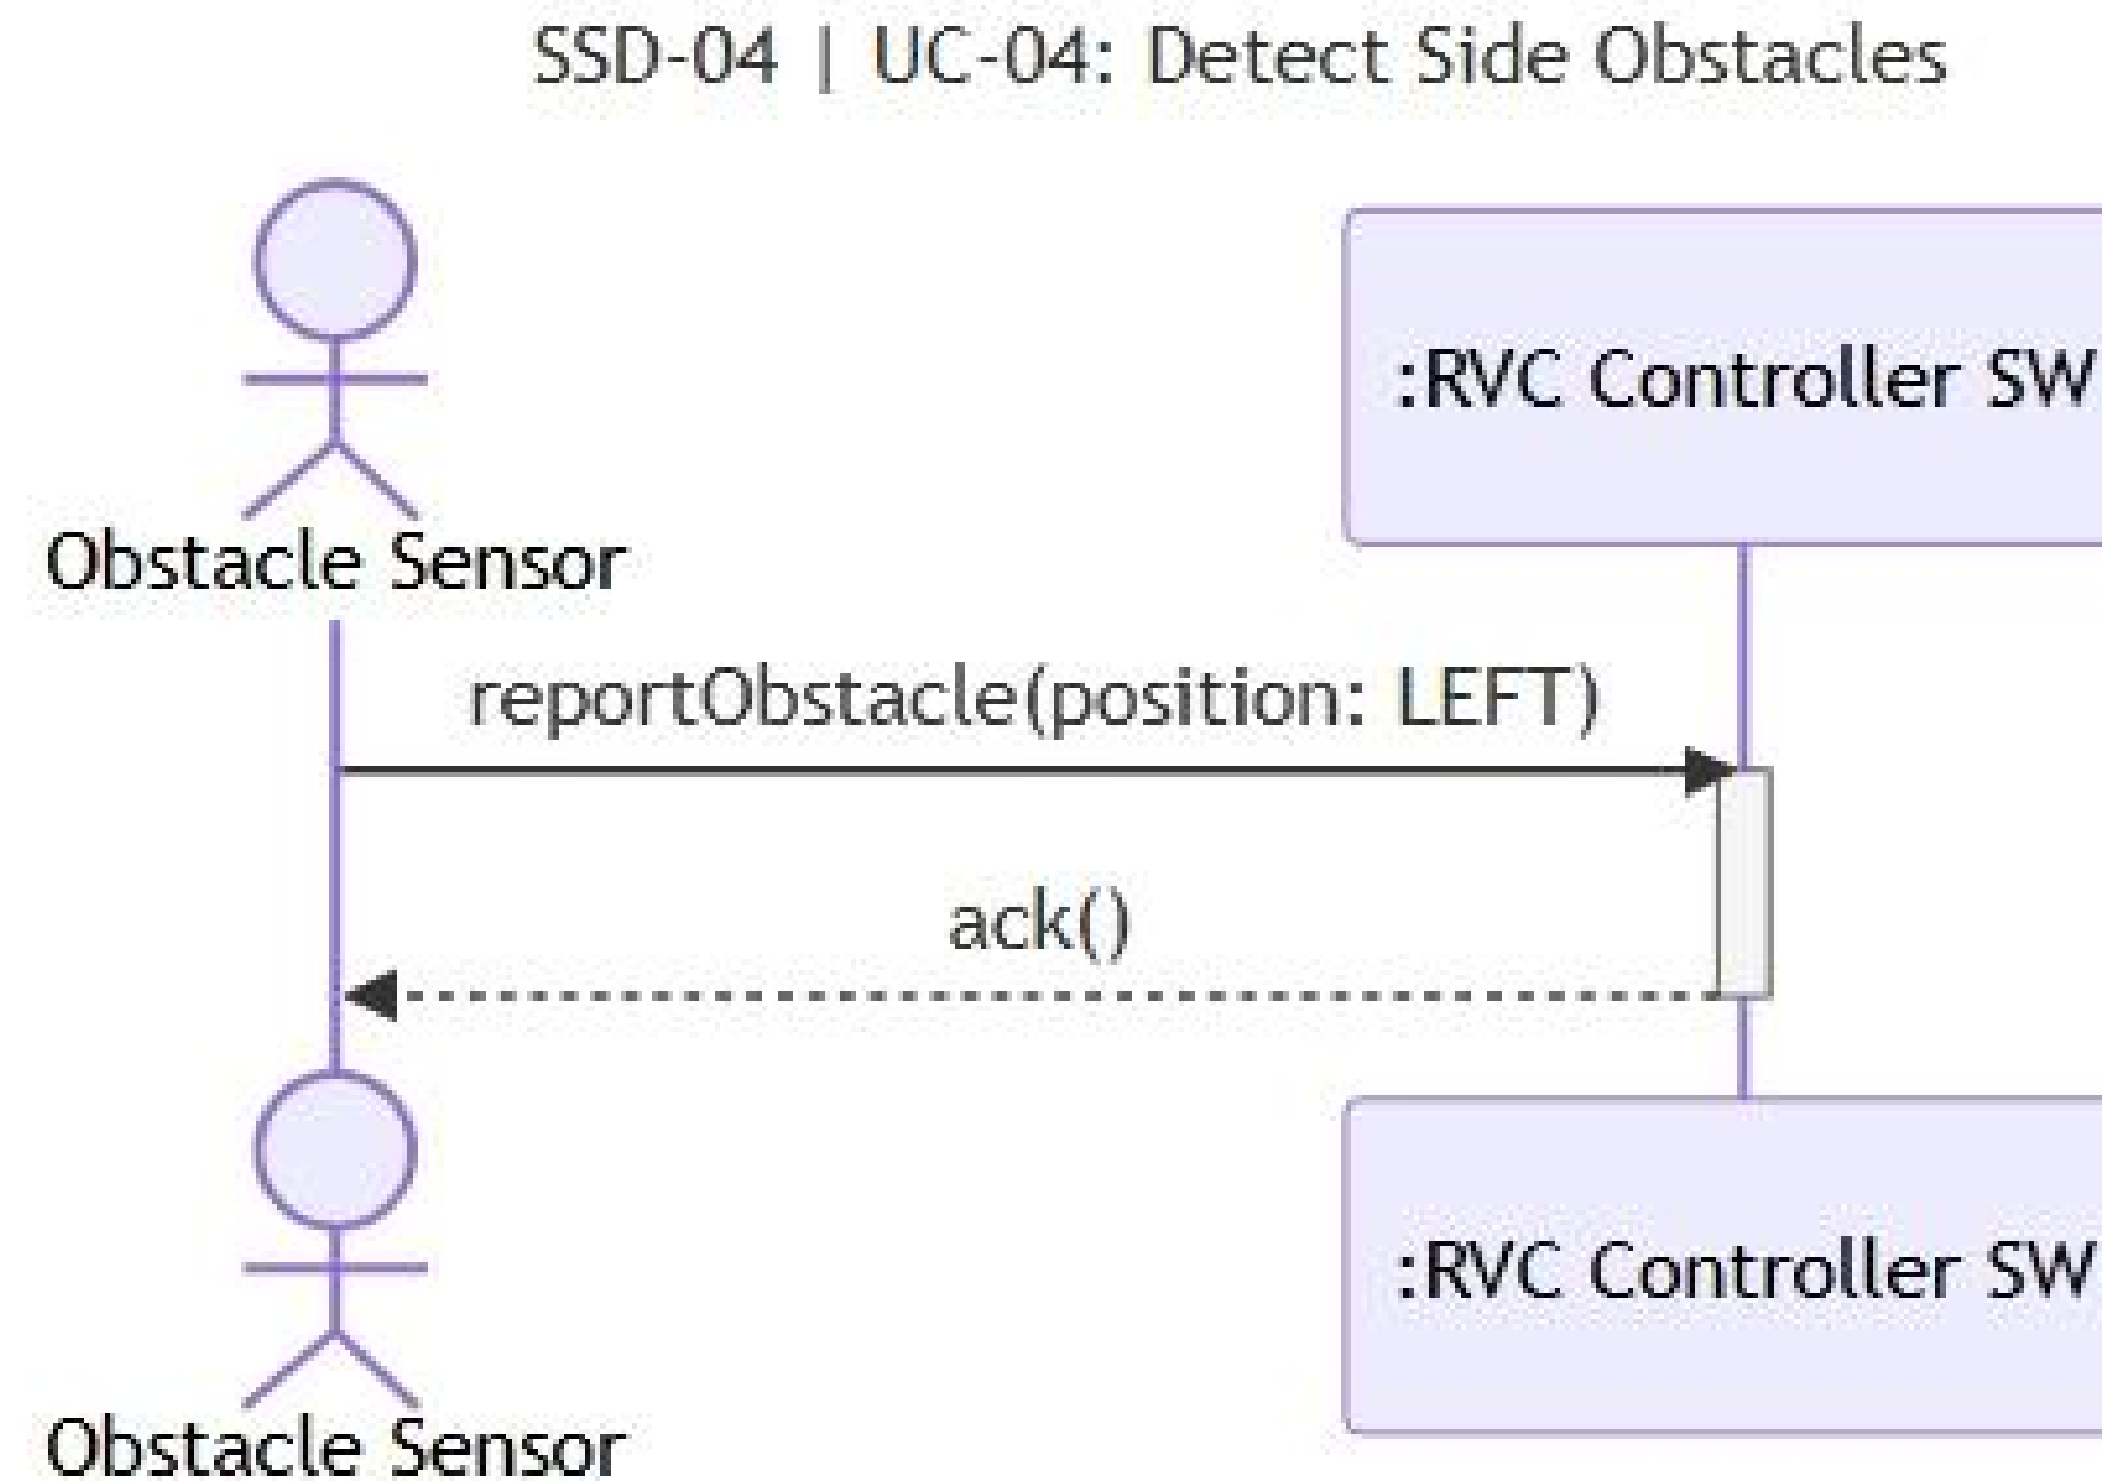 SSD-04 | UC-04: Detect Side Obstacles
:RVC Controller SW
Obstacle Sensor
reportObstacle(position: LEFT)
ack()
:RVC Controller SW
Obstacle Sensor